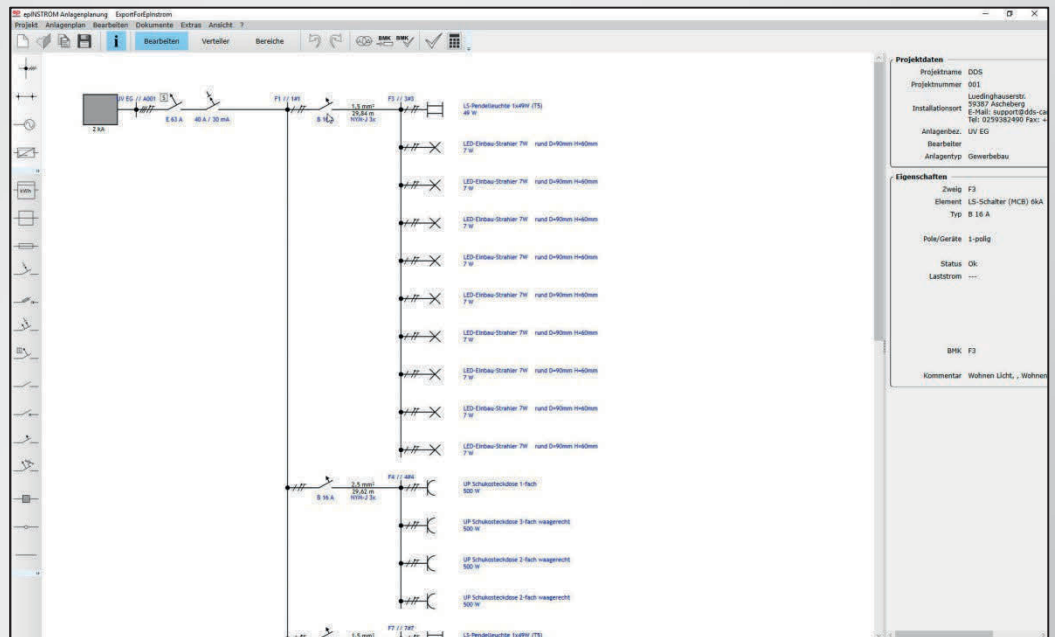 epINSTROM Anlagenplanung ExportForEpInstrom
Projekt Anlagenplan Bearbeiten Dokumente Extras Ansicht ?
i Bearbeiten Verteiler Bereiche BMK BMK
kWh
UV EG // A001 S
2 kA
E 63 A
40 A / 30 mA
F1 // 1#1
B 16
1,5 mm²
29,84 m
NYM-J 3x
F3 // 3#3
LS-Pendelleuchte 1x49W (T5)
49 W
LED-Einbau-Strahler 7W rund D=90mm H=60mm
7 W
LED-Einbau-Strahler 7W rund D=90mm H=60mm
7 W
LED-Einbau-Strahler 7W rund D=90mm H=60mm
7 W
LED-Einbau-Strahler 7W rund D=90mm H=60mm
7 W
LED-Einbau-Strahler 7W rund D=90mm H=60mm
7 W
LED-Einbau-Strahler 7W rund D=90mm H=60mm
7 W
LED-Einbau-Strahler 7W rund D=90mm H=60mm
7 W
LED-Einbau-Strahler 7W rund D=90mm H=60mm
7 W
LED-Einbau-Strahler 7W rund D=90mm H=60mm
7 W
B 16 A
2,5 mm²
29,62 m
NYM-J 3x
F4 // 4#4
UP Schukosteckdose 1-fach
500 W
UP Schukosteckdose 3-fach waagerecht
500 W
UP Schukosteckdose 2-fach waagerecht
500 W
UP Schukosteckdose 2-fach waagerecht
500 W
1,5 mm²
F7 // 7#7
LS-Pendelleuchte 1x49W (T5)
Projektdaten
Projektname DDS
Projektnummer 001
Installationsort Luedinghauserstr.
59387 Ascheberg
E-Mail: support@dds-cad
Tel: 0259382490 Fax: +
Anlagenbez. UV EG
Bearbeiter
Anlagentyp Gewerbebau
Eigenschaften
Zweig F3
Element LS-Schalter (MCB) 6kA
Typ B 16 A
Pole/Geräte 1-polig
Status Ok
Laststrom ---
BMK F3
Kommentar Wohnen Licht, , Wohnen